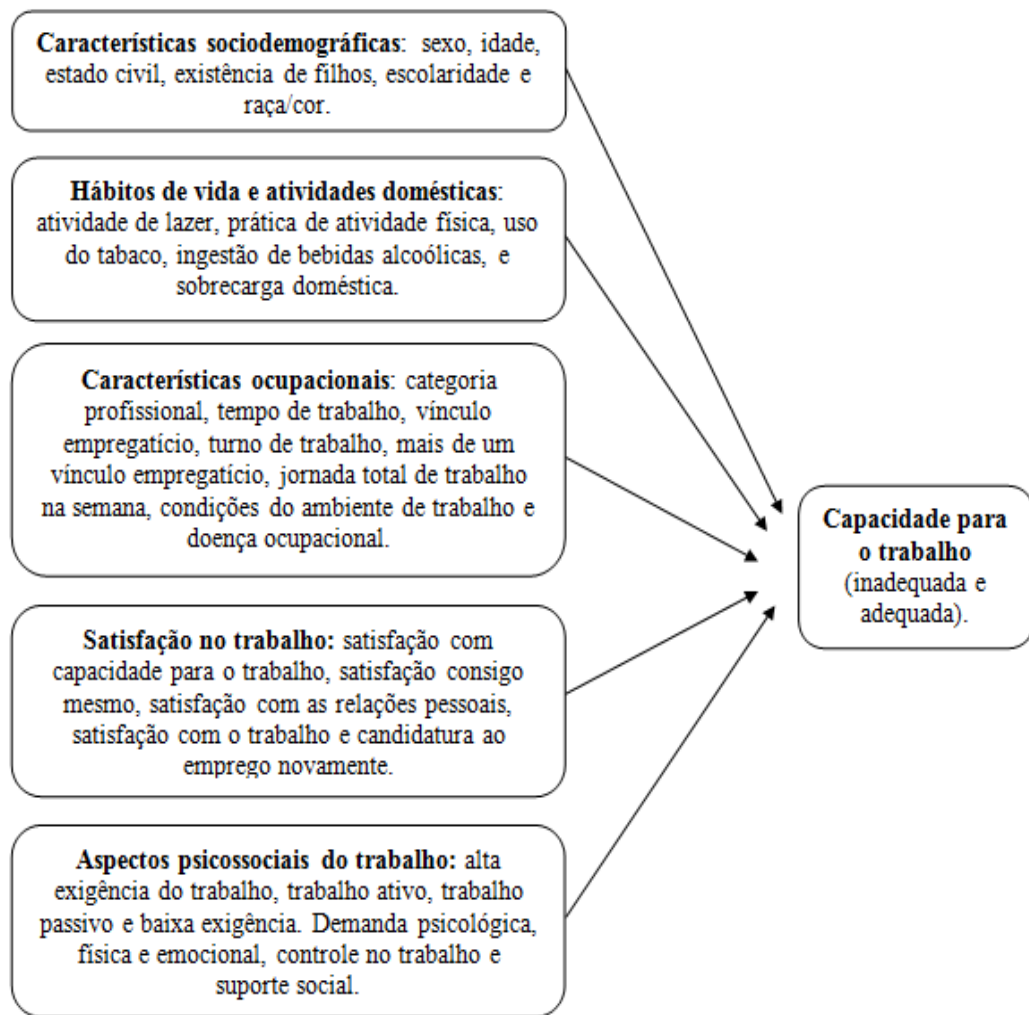 Características sociodemográficas: sexo, idade,
estado civil, existência de filhos, escolaridade e
raça/cor.
Hábitos de vida e atividades domésticas:
atividade de lazer, prática de atividade física, uso
do tabaco, ingestão de bebidas alcoólicas, e
sobrecarga doméstica.
Características ocupacionais: categoria
profissional, tempo de trabalho, vínculo
empregatício, turno de trabalho, mais de um
vínculo empregatício, jornada total de trabalho
na semana, condições do ambiente de trabalho e
doença ocupacional.
Satisfação no trabalho: satisfação com
capacidade para o trabalho, satisfação consigo
mesmo, satisfação com as relações pessoais,
satisfação com o trabalho e candidatura ao
emprego novamente.
Aspectos psicossociais do trabalho: alta
exigência do trabalho, trabalho ativo, trabalho
passivo e baixa exigência. Demanda psicológica,
física e emocional, controle no trabalho e
suporte social.
Capacidade para
o trabalho
(inadequada e
adequada).